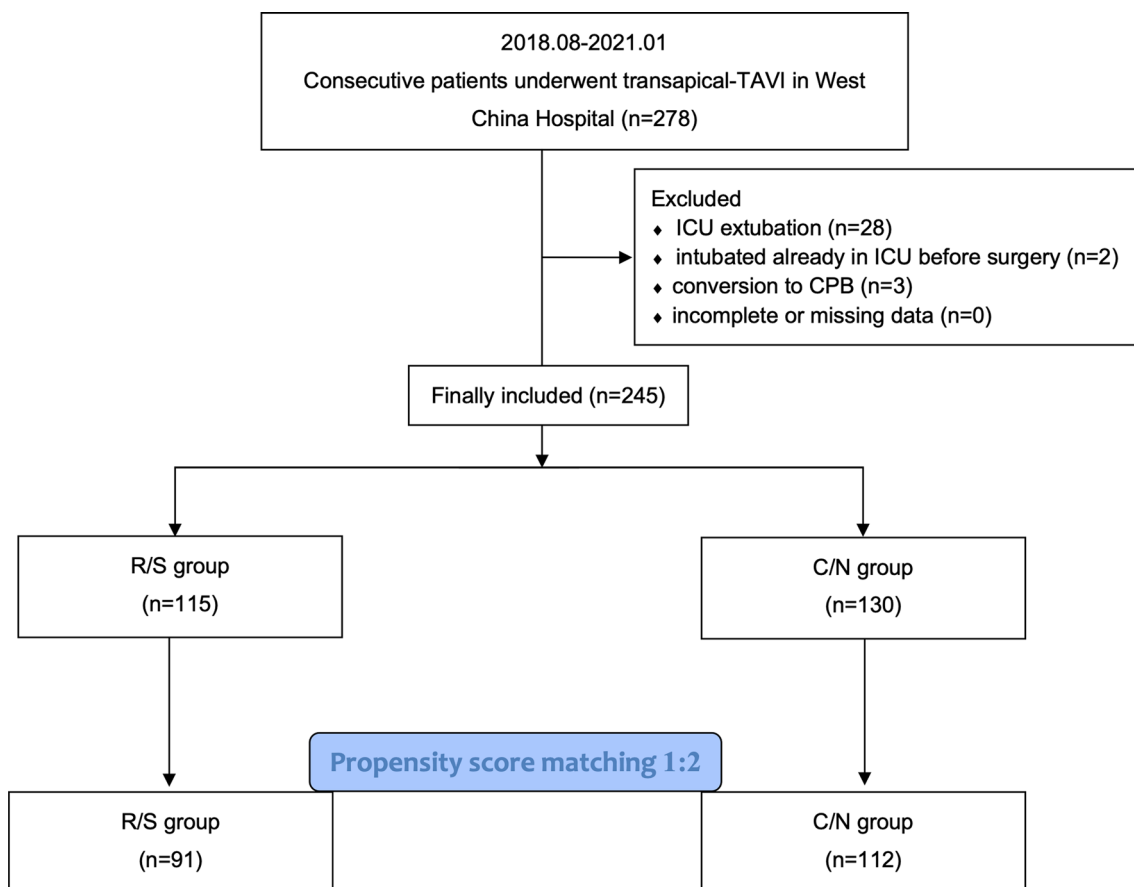 2018.08-2021.01
Consecutive patients underwent transapical-TAVI in West
China Hospital (n=278)
Excluded
♦ ICU extubation (n=28)
♦ intubated already in ICU before surgery (n=2)
♦ conversion to CPB (n=3)
♦ incomplete or missing data (n=0)
Finally included (n=245)
R/S group
(n=115)
C/N group
(n=130)
Propensity score matching 1:2
R/S group
(n=91)
C/N group
(n=112)